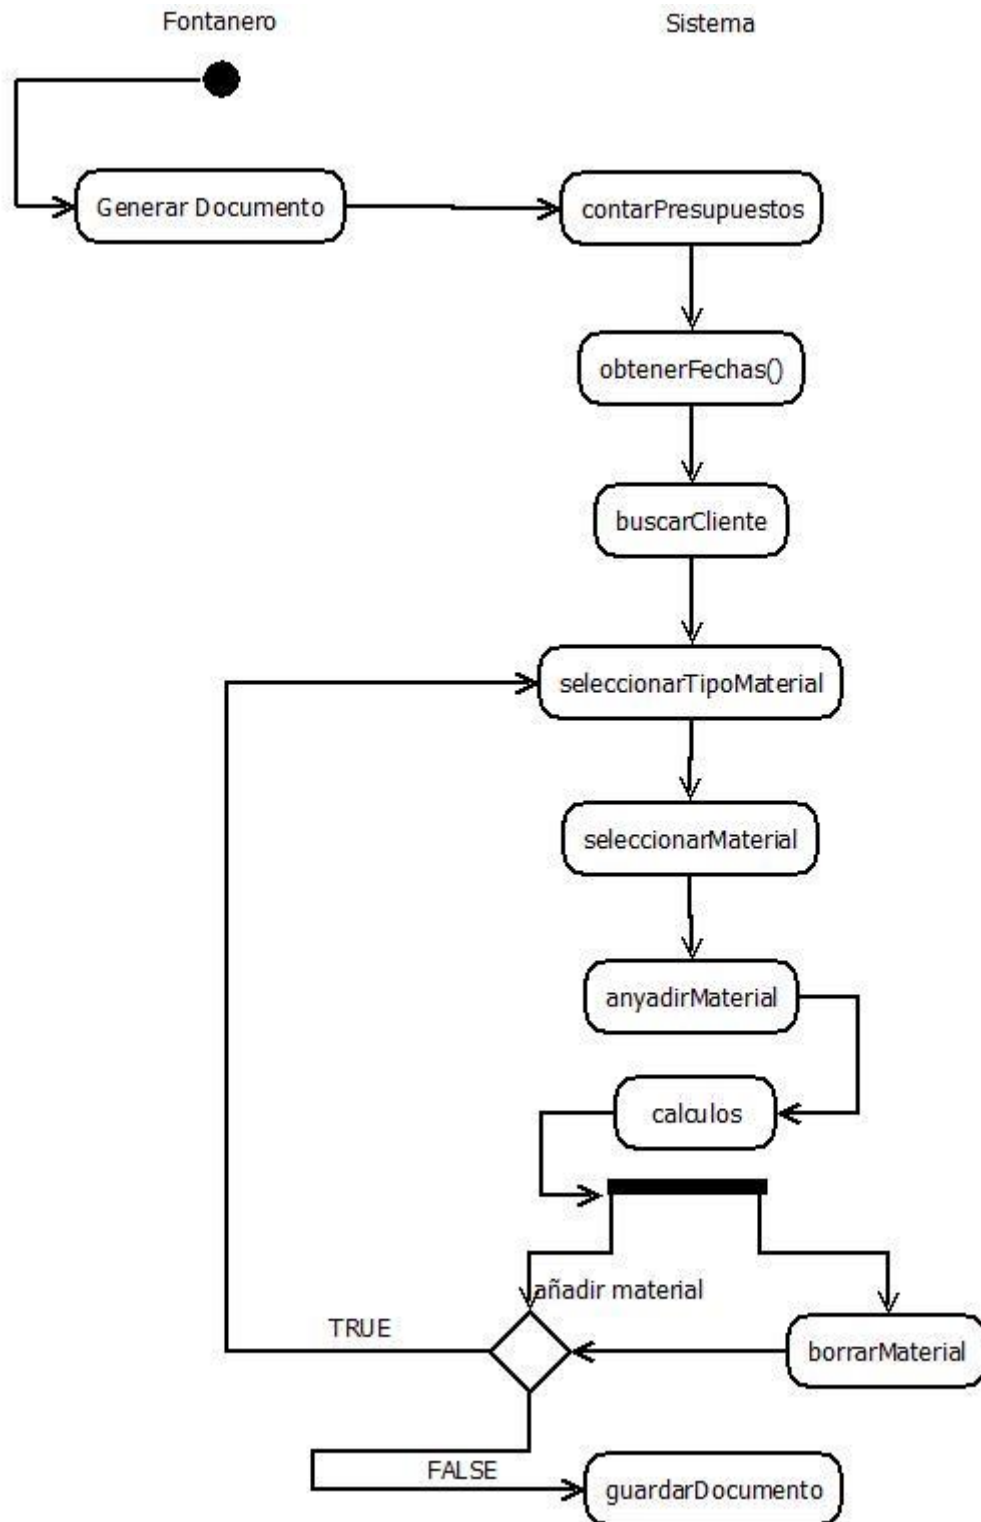 Fontanero
Sistema
Generar Documento
contarPresupuestos
obtenerFechas()
buscarCliente
seleccionarTipoMaterial
seleccionarMaterial
anyadirMaterial
calculos
añadir material
TRUE
borrarMaterial
FALSE
guardarDocumento